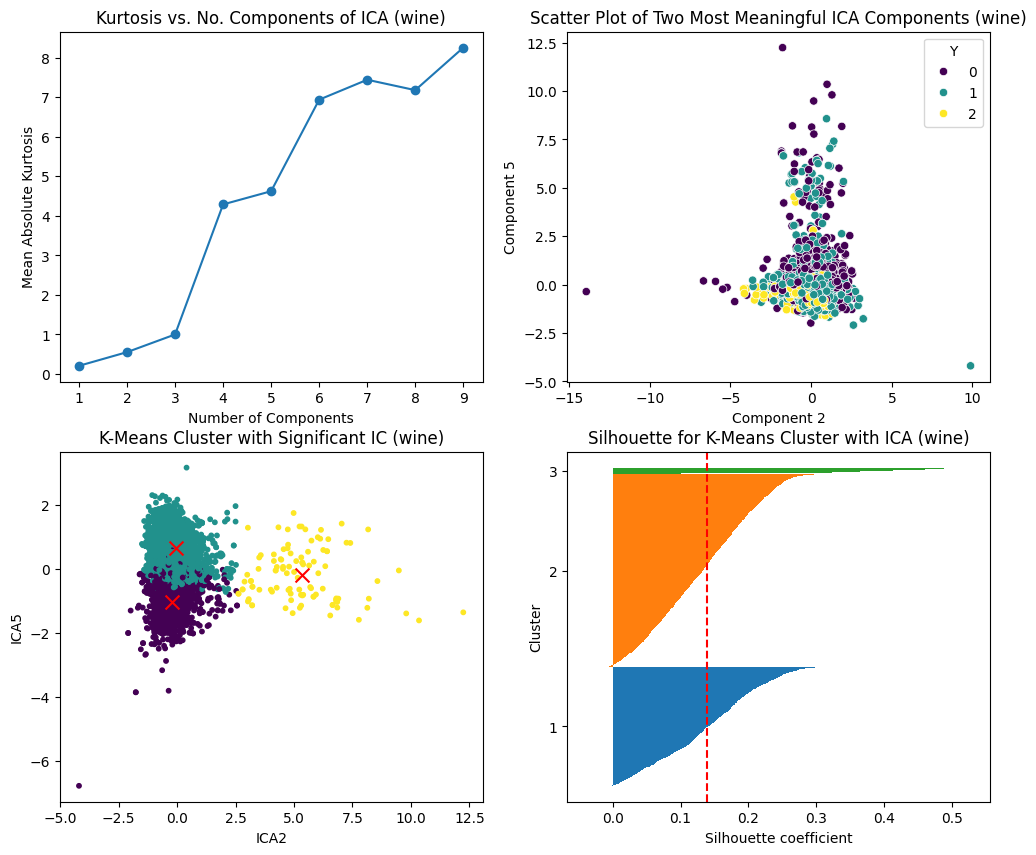 Kurtosis vs. No. Components of ICA (wine)
Mean Absolute Kurtosis
8
7
6
5
4
3
2
1
0
1 2 3 4 5 6 7 8 9
Number of Components
Scatter Plot of Two Most Meaningful ICA Components (wine)
Component 5
12.5
10.0
7.5
5.0
2.5
0.0
−2.5
−5.0
Y
0
1
2
−15 −10 −5 0 5 10
Component 2
K-Means Cluster with Significant IC (wine)
ICA5
2
0
−2
−4
−6
−5.0 −2.5 0.0 2.5 5.0 7.5 10.0 12.5
ICA2
Silhouette for K-Means Cluster with ICA (wine)
Cluster
3
2
1
0.0 0.1 0.2 0.3 0.4 0.5
Silhouette coefficient